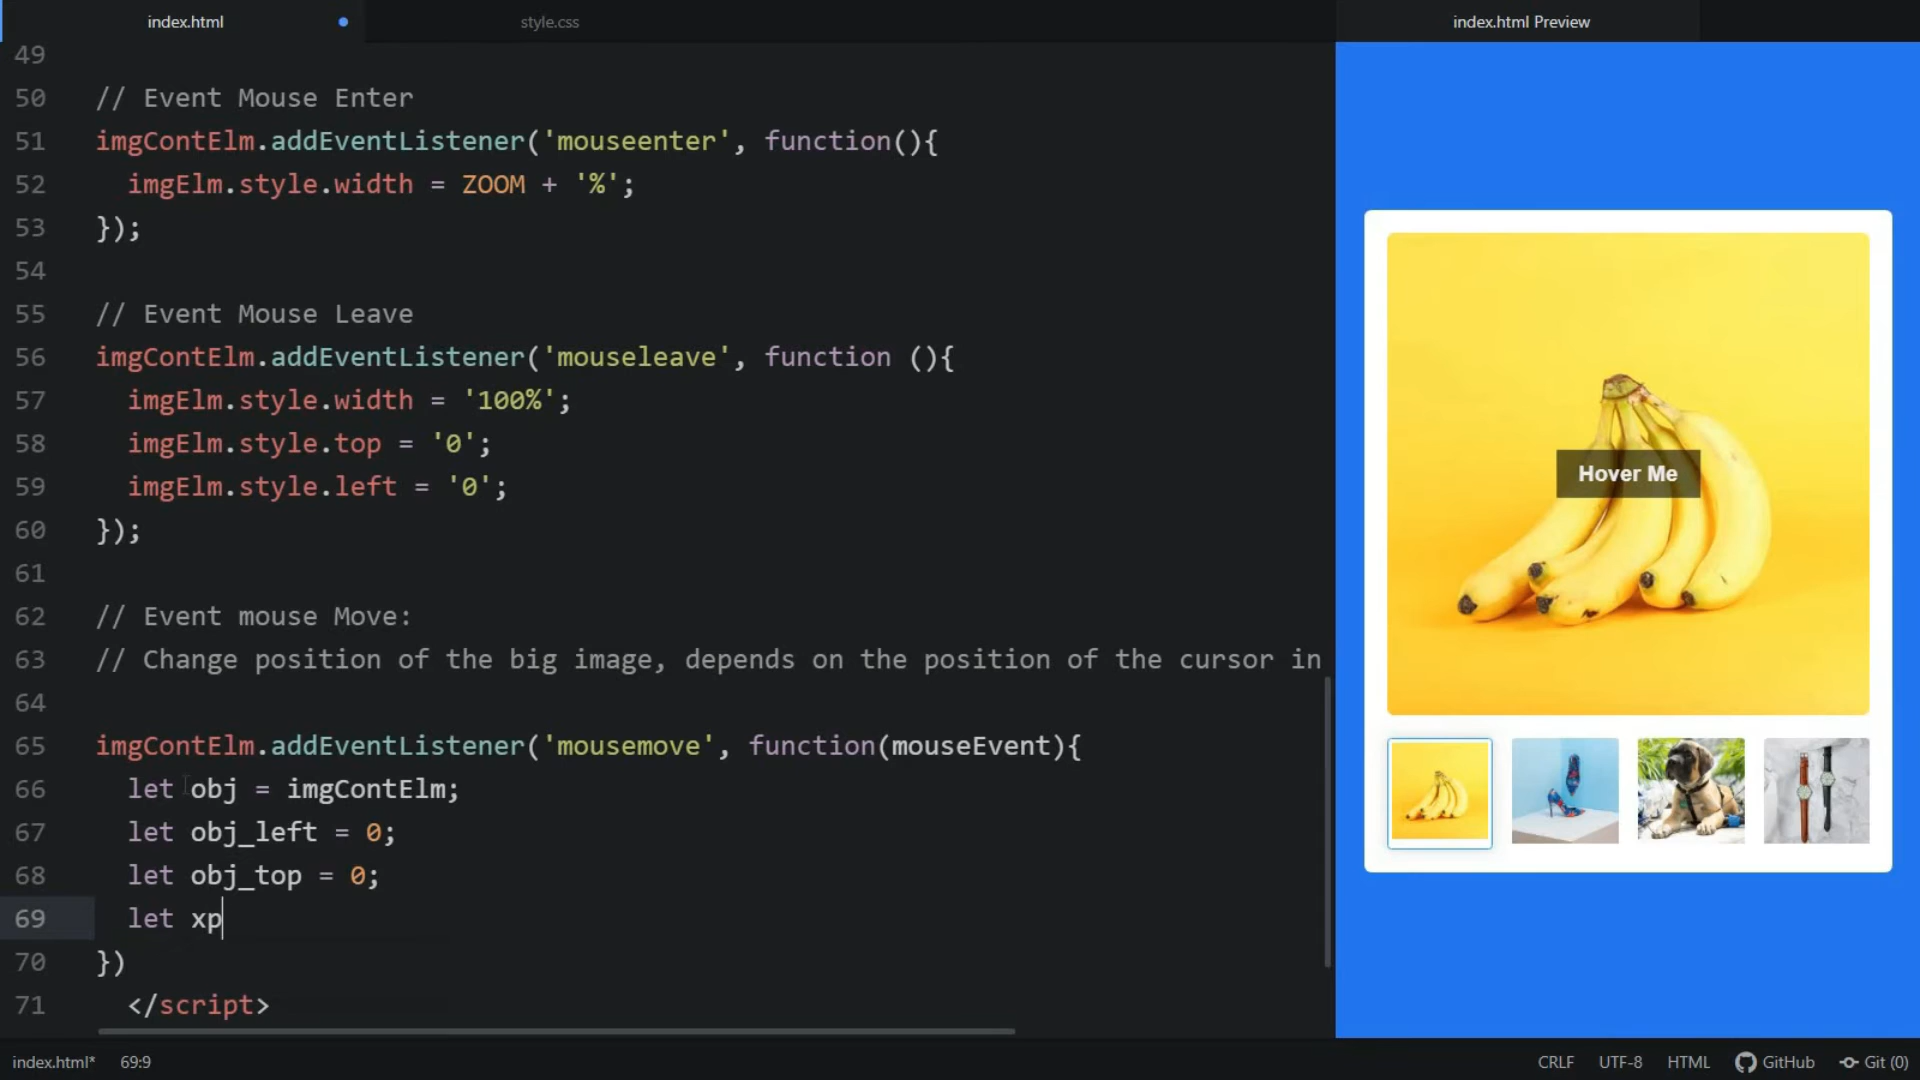 index.html
style.css
index.html Preview
49
50 // Event Mouse Enter
51 imgContElm.addEventListener('mouseenter', function(){
52 imgElm.style.width = ZOOM + '%';
53 });
54
55 // Event Mouse Leave
56 imgContElm.addEventListener('mouseleave', function (){
57 imgElm.style.width = '100%';
58 imgElm.style.top = '0';
59 imgElm.style.left = '0';
60 });
61
62 // Event mouse Move:
63 // Change position of the big image, depends on the position of the cursor in
64
65 imgContElm.addEventListener('mousemove', function(mouseEvent){
66 let obj = imgContElm;
67 let obj_left = 0;
68 let obj_top = 0;
69 let xp
70 })
71 </script>
Hover Me
index.html* 69:9
CRLF UTF-8 HTML GitHub Git (0)